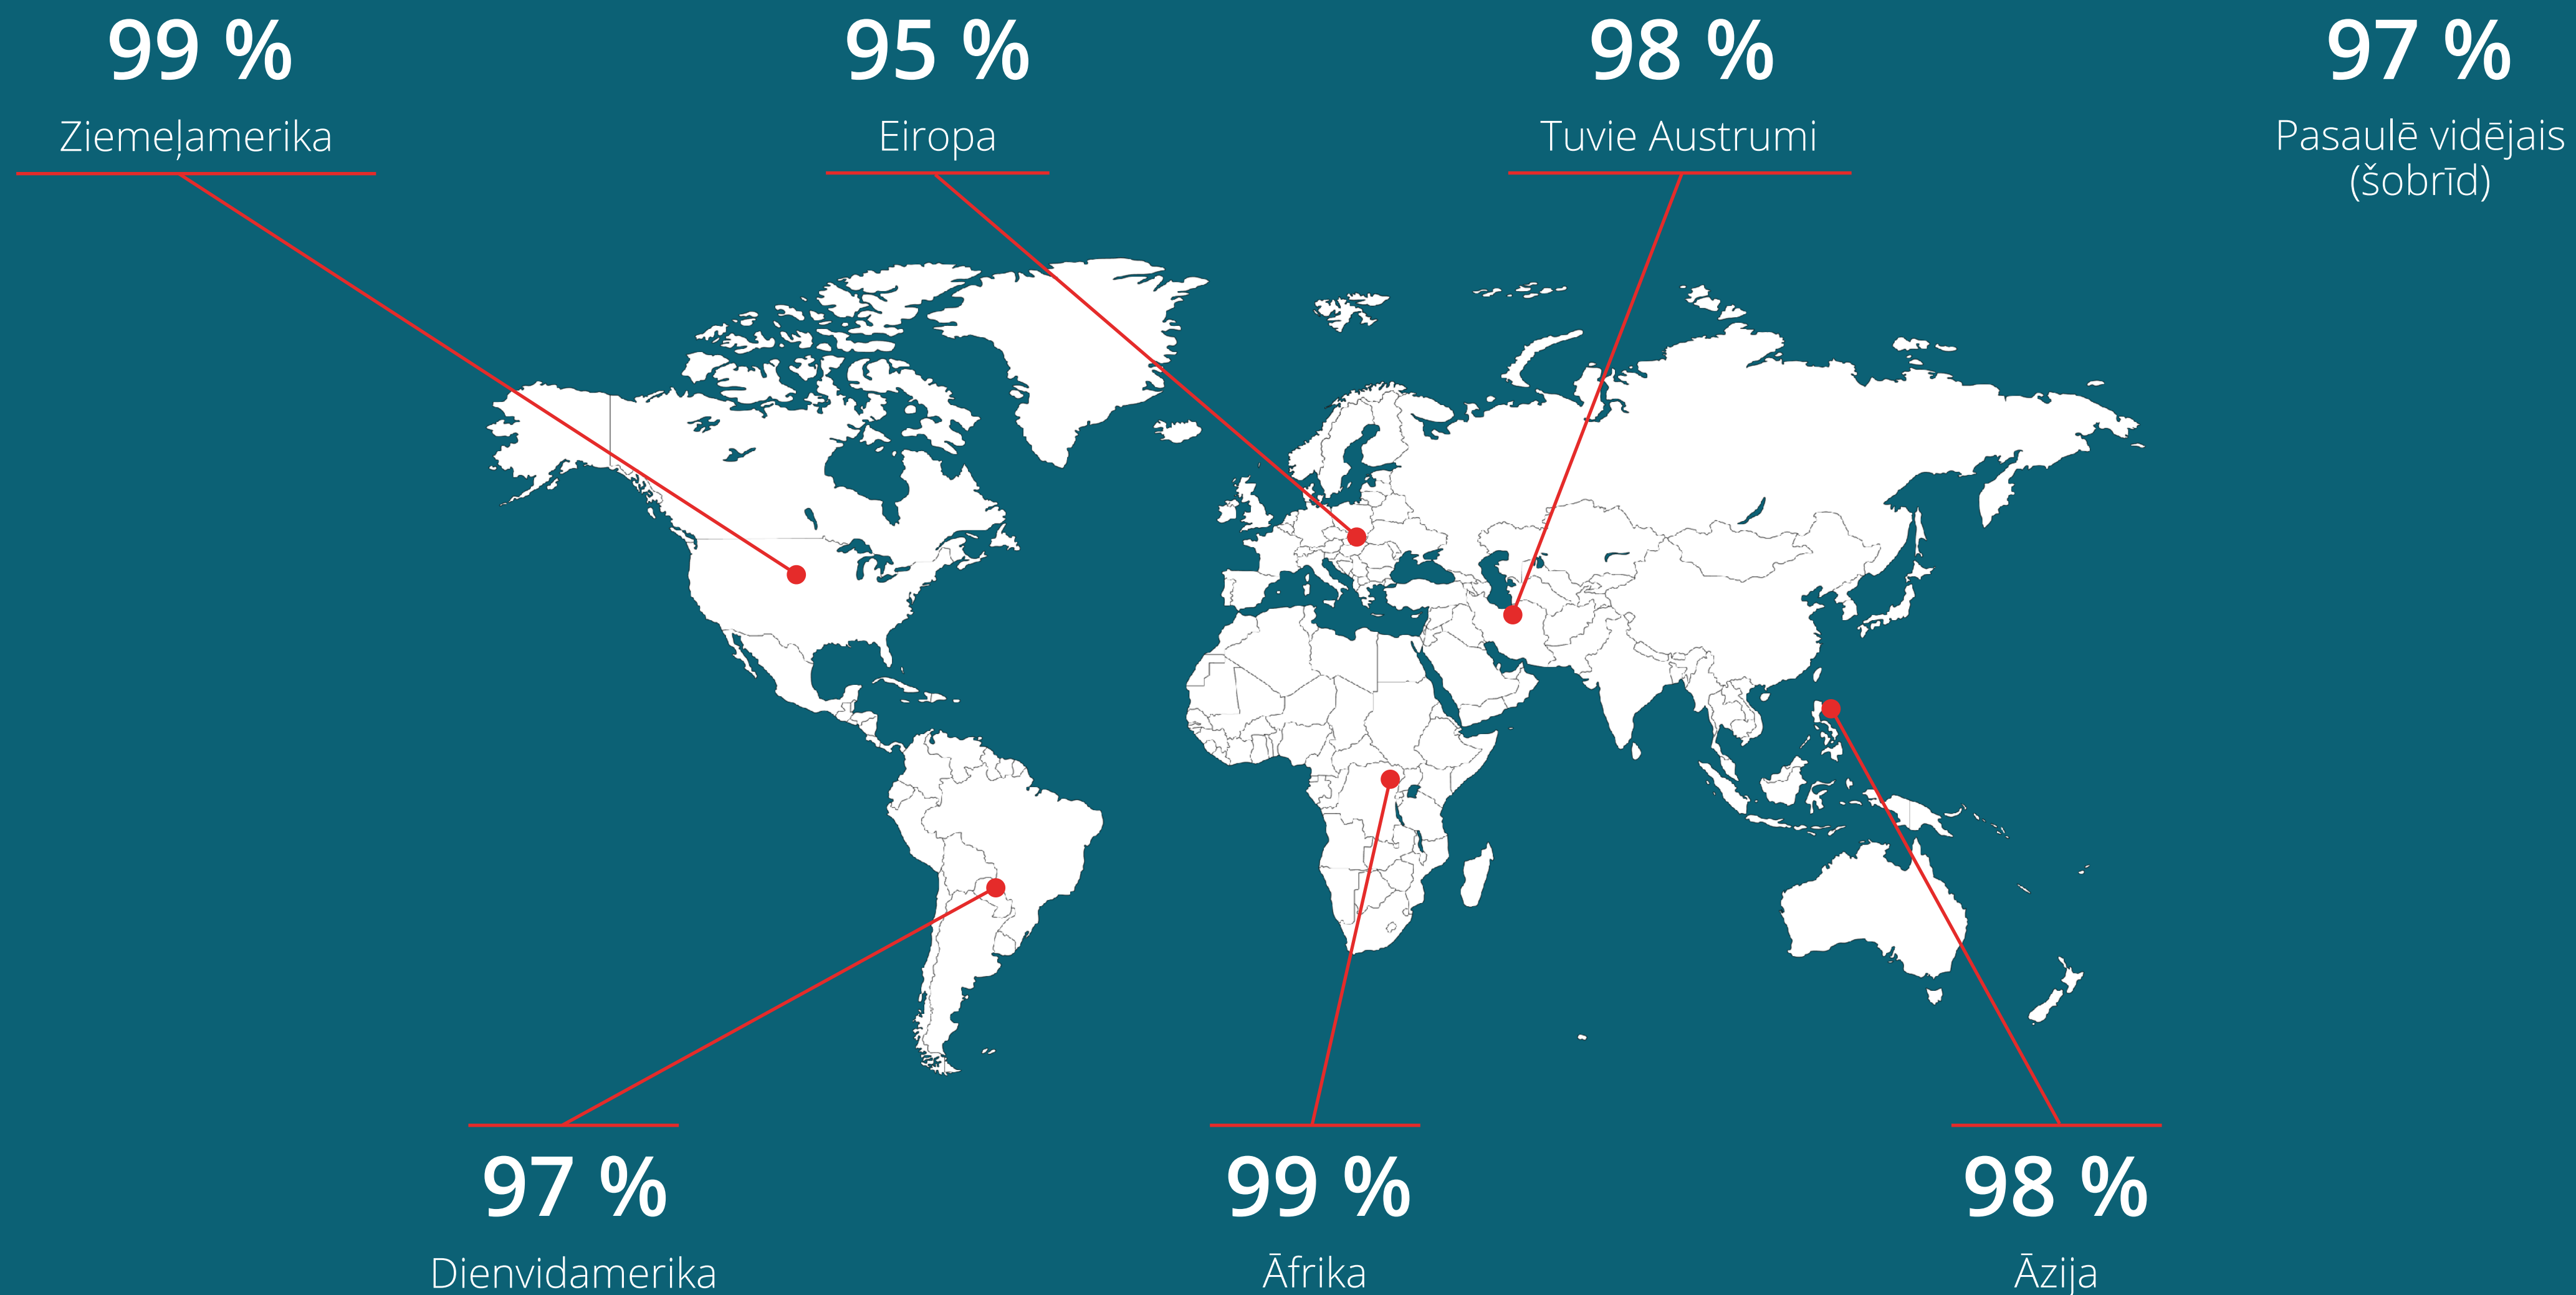 99 %
Ziemeļamerika
95 %
Eiropa
98 %
Tuvie Austrumi
97 %
Pasaulē vidējais
(šobrīd)
97 %
Dienvidamerika
99 %
Āfrika
98 %
Āzija